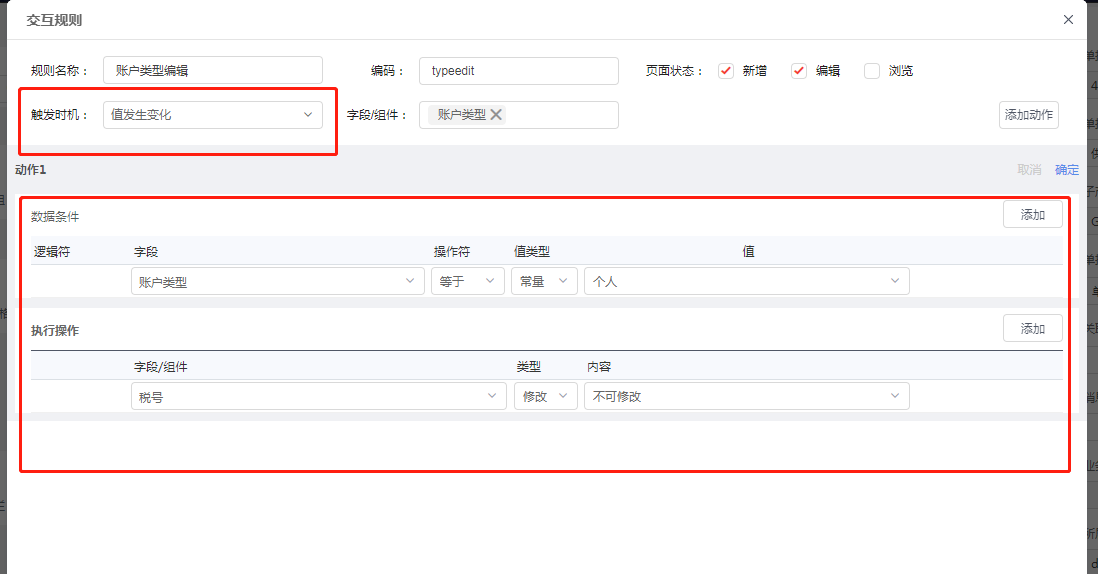 交互规则
规则名称： 账户类型编辑 编码： typeedit 页面状态： 新增 编辑 浏览
触发时机： 值发生变化 字段/组件： 账户类型 添加动作
动作1 取消 确定
数据条件 添加
逻辑符 字段 操作符 值类型 值
账户类型 等于 常量 个人
执行操作 添加
字段/组件 类型 内容
税号 修改 不可修改